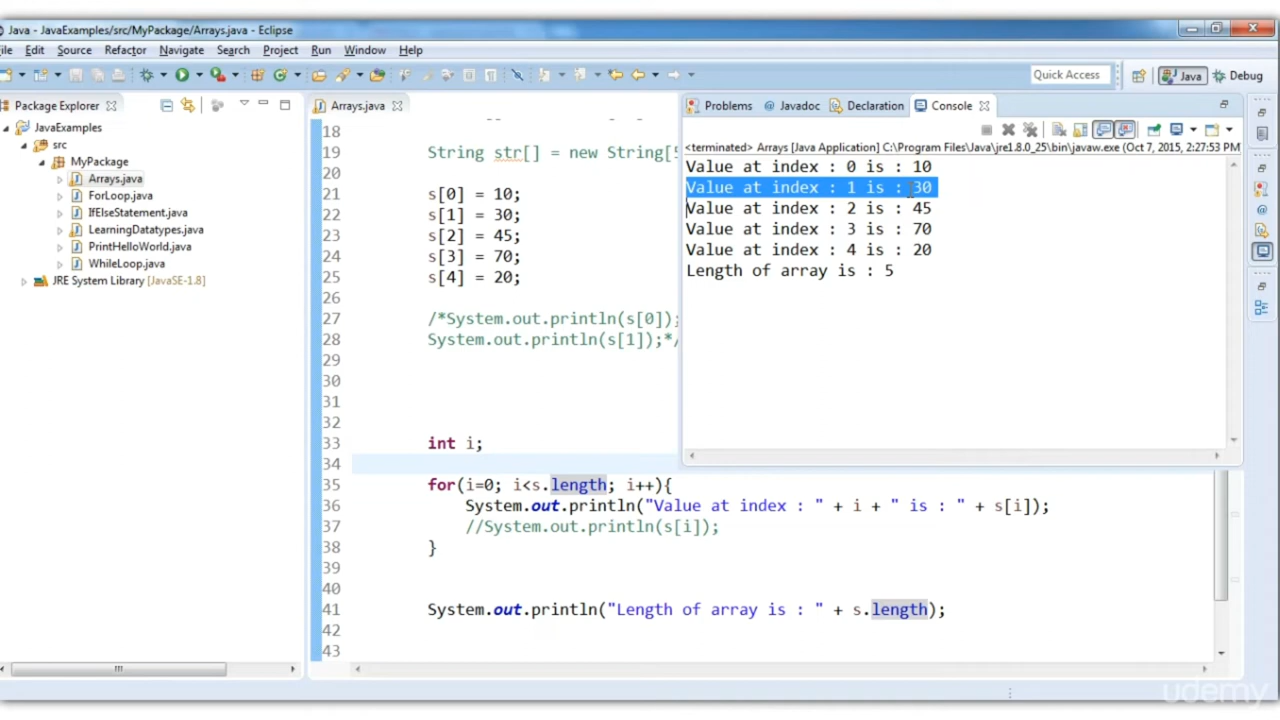 Java - JavaExamples/src/MyPackage/Arrays.java - Eclipse
ile Edit Source Refactor Navigate Search Project Run Window Help
Quick Access
Java
Debug
Package Explorer
JavaExamples
src
MyPackage
Arrays.java
ForLoop.java
IfElseStatement.java
LearningDatatypes.java
PrintHelloWorld.java
WhileLoop.java
JRE System Library [JavaSE-1.8]
Arrays.java
18
19 String str[] = new String[5
20
21 s[0] = 10;
22 s[1] = 30;
23 s[2] = 45;
24 s[3] = 70;
25 s[4] = 20;
26
27 /*System.out.println(s[0]);
28 System.out.println(s[1]);*/
29
30
31
32
33 int i;
34
35 for(i=0; i<s.length; i++){
36 System.out.println("Value at index : " + i + " is : " + s[i]);
37 //System.out.println(s[i]);
38 }
39
40
41 System.out.println("Length of array is : " + s.length);
42
43
Problems @ Javadoc Declaration Console
<terminated> Arrays [Java Application] C:\Program Files\Java\jre1.8.0_25\bin\javaw.exe (Oct 7, 2015, 2:27:53 PM)
Value at index : 0 is : 10
Value at index : 1 is : 30
Value at index : 2 is : 45
Value at index : 3 is : 70
Value at index : 4 is : 20
Length of array is : 5
udemy